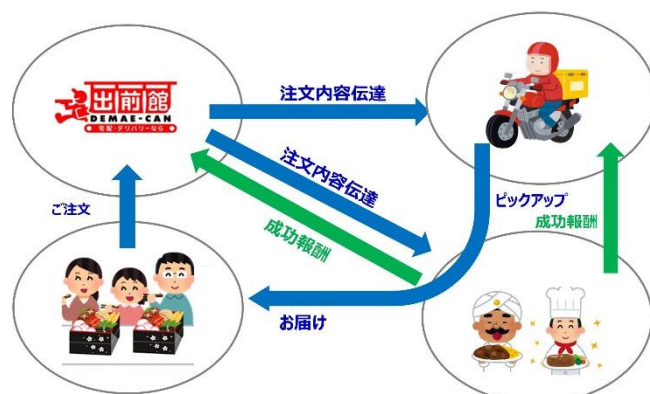 出前館
DEMAE-CAN
宅配・デリバリーなら
注文内容伝達
注文内容伝達
成功報酬
ピックアップ
成功報酬
ご注文
お届け